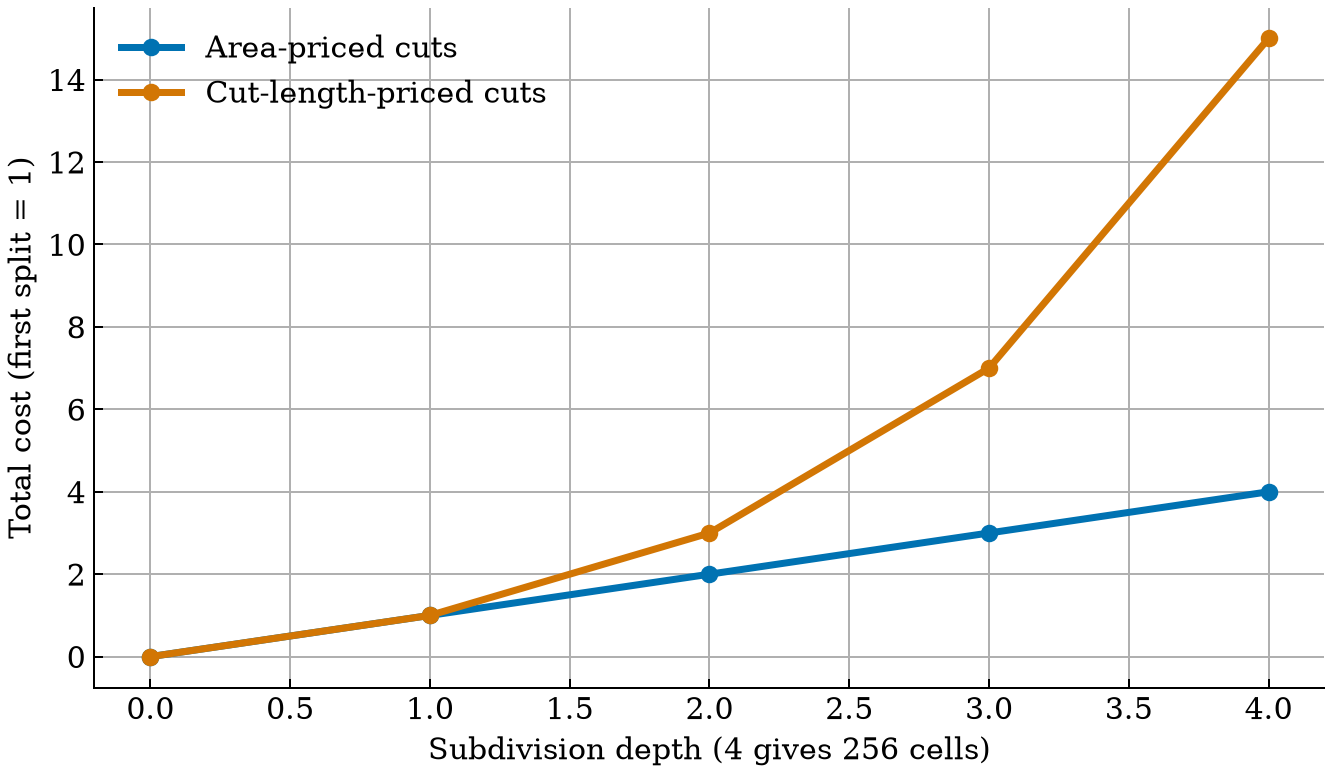 Area-priced cuts
Cut-length-priced cuts
Total cost (first split = 1)
14
12
10
8
6
4
2
0
0.0 0.5 1.0 1.5 2.0 2.5 3.0 3.5 4.0
Subdivision depth (4 gives 256 cells)